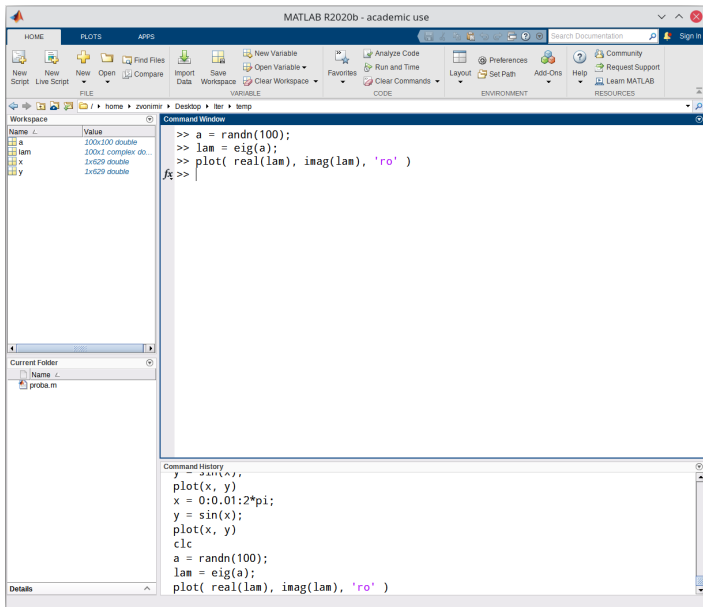 MATLAB R2020b - academic use
HOME PLOTS APPS
Search Documentation
Sign In
New Script
New Live Script
New
Open
Find Files
Compare
Import Data
Save Workspace
New Variable
Open Variable
Clear Workspace
Favorites
Analyze Code
Run and Time
Clear Commands
Layout
Preferences
Set Path
Add-Ons
Help
Community
Request Support
Learn MATLAB
FILE VARIABLE CODE ENVIRONMENT RESOURCES
/ home zvonimir Desktop Iter temp
Workspace
Name Value
a 100x100 double
lam 100x1 complex do...
x 1x629 double
y 1x629 double
Current Folder
Name
proba.m
Details
Command Window
>> a = randn(100);
>> lam = eig(a);
>> plot( real(lam), imag(lam), 'ro' )
fx >>
Command History
y = sin(x);
plot(x, y)
x = 0:0.01:2*pi;
y = sin(x);
plot(x, y)
clc
a = randn(100);
lam = eig(a);
plot( real(lam), imag(lam), 'ro' )